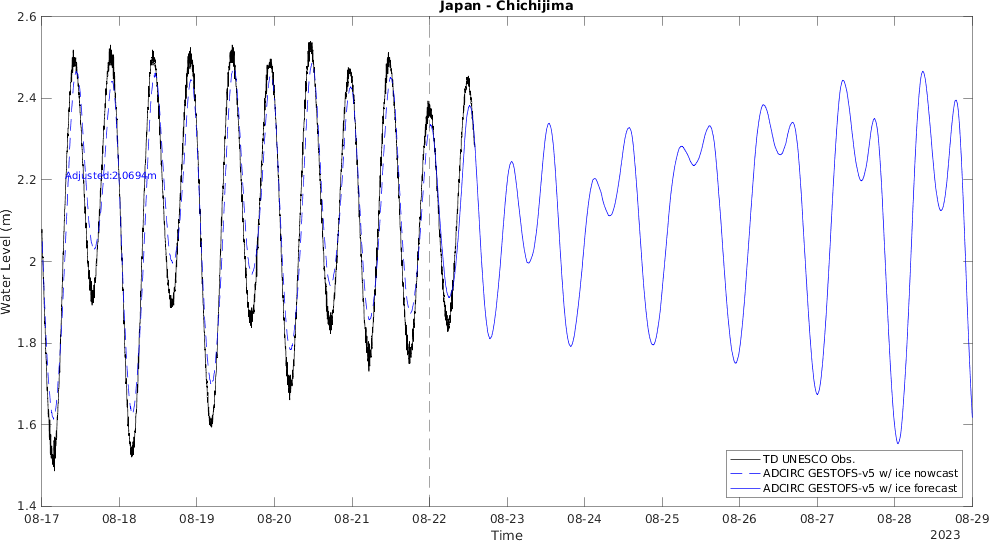 Japan - Chichijima
2.6
2.4
2.2
2
1.8
1.6
1.4
Water Level (m)
Adjusted:2.0694m
TD UNESCO Obs.
ADCIRC GESTOFS-v5 w/ ice nowcast
ADCIRC GESTOFS-v5 w/ ice forecast
08-17 08-18 08-19 08-20 08-21 08-22 08-23 08-24 08-25 08-26 08-27 08-28 08-29
Time
2023